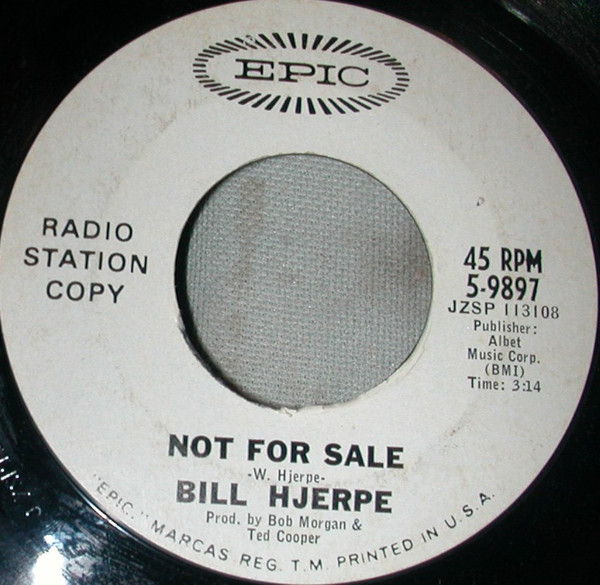 EPIC
RADIO
STATION
COPY
45 RPM
5-9897
JZSP 113108
Publisher:
Albet
Music Corp.
(BMI)
Time: 3:14
NOT FOR SALE
-W. Hjerpe-
BILL HJERPE
Prod. by Bob Morgan &
Ted Cooper
"EPIC," MARCAS REG. T.M. PRINTED IN U.S.A.